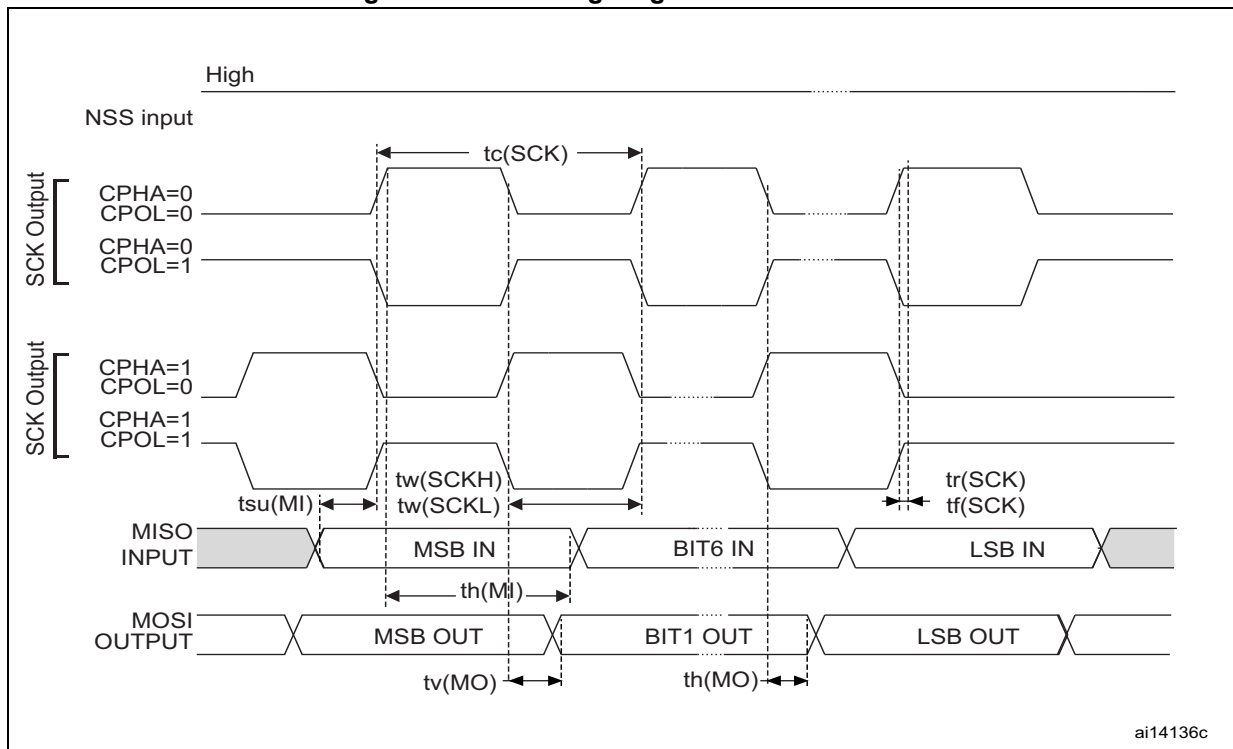 High
NSS input
tc(SCK)
SCK Output
CPHA=0
CPOL=0
CPHA=0
CPOL=1
SCK Output
CPHA=1
CPOL=0
CPHA=1
CPOL=1
tw(SCKH)
tw(SCKL)
tr(SCK)
tf(SCK)
tsu(MI)
MISO
INPUT
MSB IN
BIT6 IN
LSB IN
th(MI)
MOSI
OUTPUT
MSB OUT
BIT1 OUT
LSB OUT
tv(MO)
th(MO)
ai14136c